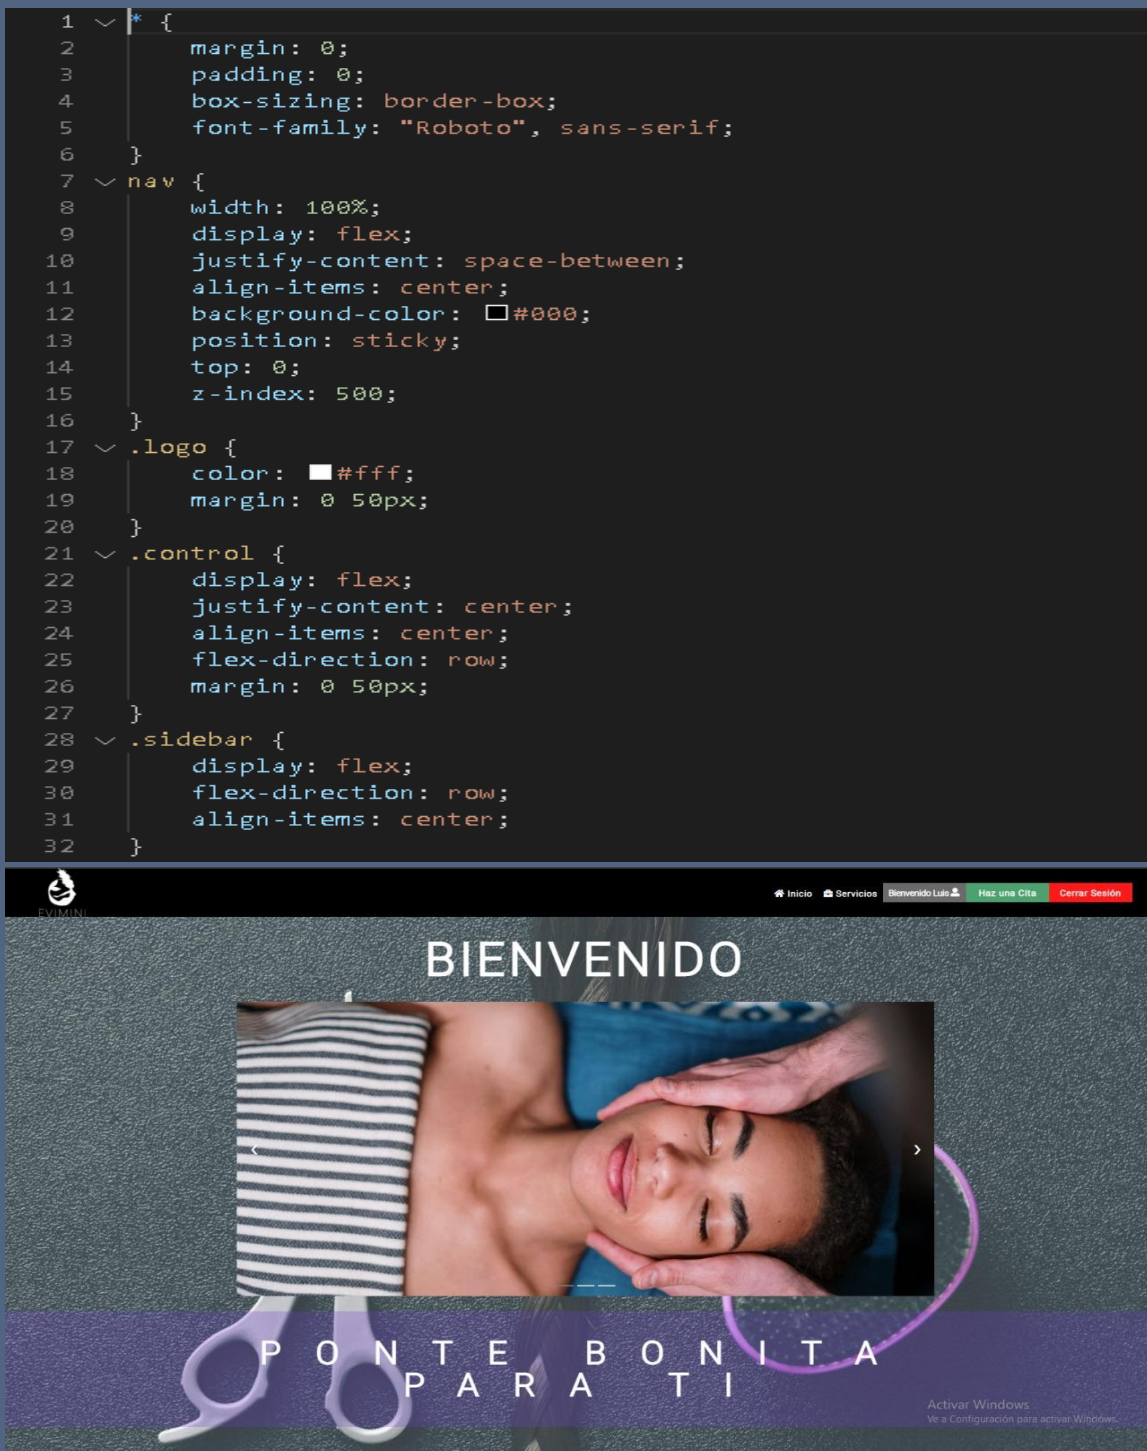 1 * {
2 margin: 0;
3 padding: 0;
4 box-sizing: border-box;
5 font-family: "Roboto", sans-serif;
6 }
7 nav {
8 width: 100%;
9 display: flex;
10 justify-content: space-between;
11 align-items: center;
12 background-color: #000;
13 position: sticky;
14 top: 0;
15 z-index: 500;
16 }
17 .logo {
18 color: #fff;
19 margin: 0 50px;
20 }
21 .control {
22 display: flex;
23 justify-content: center;
24 align-items: center;
25 flex-direction: row;
26 margin: 0 50px;
27 }
28 .sidebar {
29 display: flex;
30 flex-direction: row;
31 align-items: center;
32 }
EVIMINI
Inicio Servicios Bienvenido Luis Haz una Cita Cerrar Sesión
BIENVENIDO
PONTE BONITA
PARA TI
Activar Windows
Ve a Configuración para activar Windows.